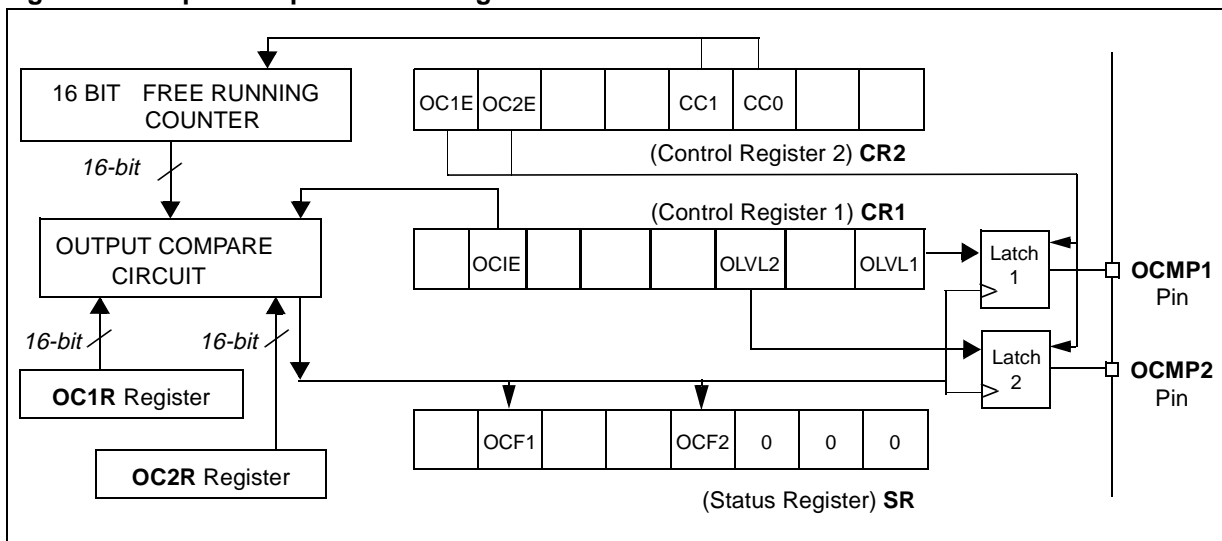 16 BIT FREE RUNNING
COUNTER
OC1E OC2E CC1 CC0
(Control Register 2) CR2
16-bit
(Control Register 1) CR1
OUTPUT COMPARE
CIRCUIT
OCIE OLVL2 OLVL1
Latch
1
OCMP1
Pin
16-bit 16-bit
Latch
2
OCMP2
Pin
OC1R Register
OCF1 OCF2 0 0 0
OC2R Register
(Status Register) SR